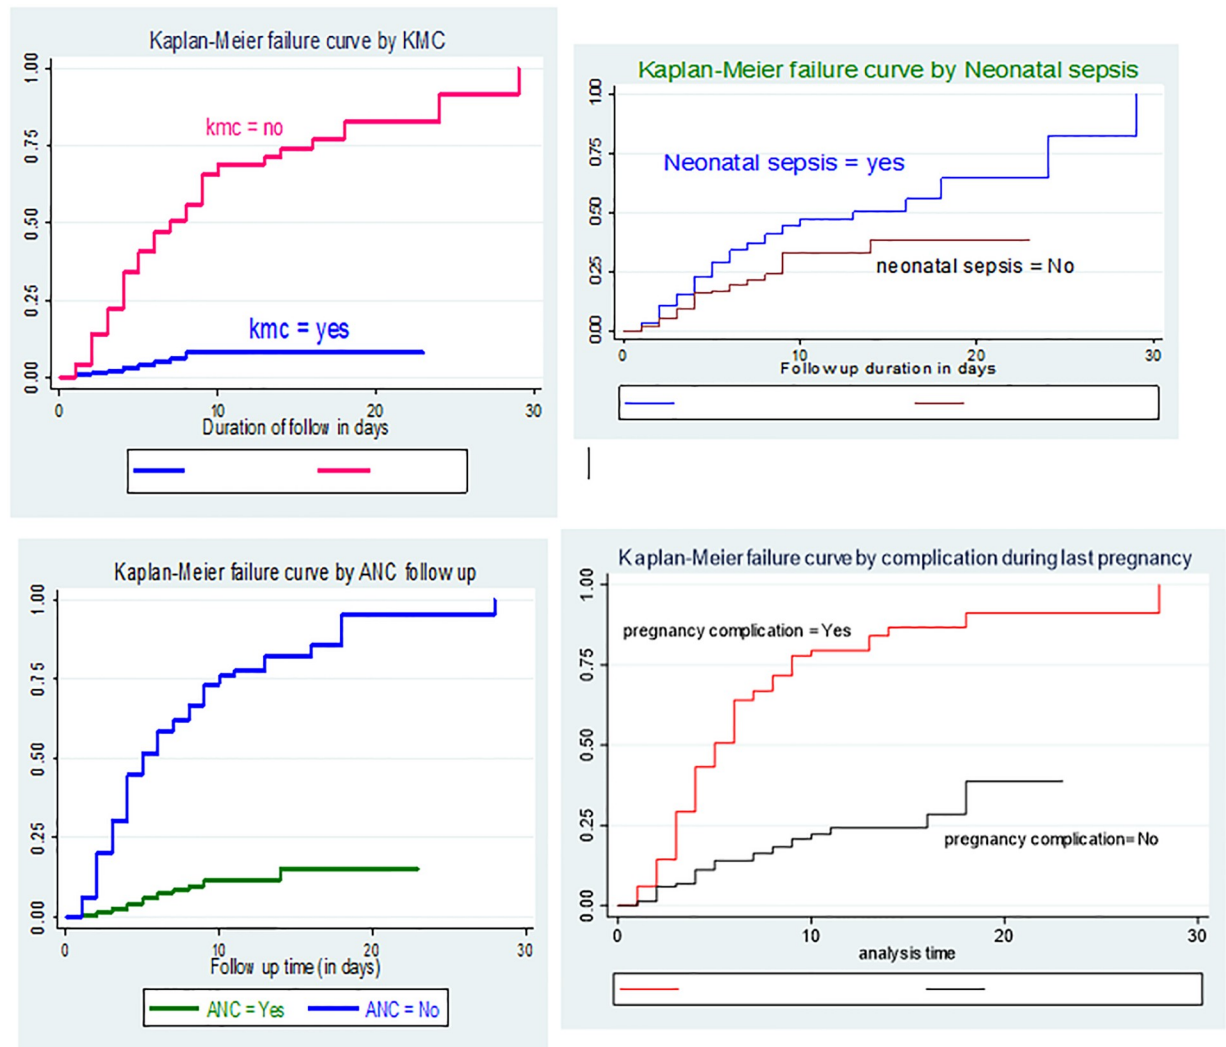 Kaplan-Meier failure curve by KMC
1.00
0.75
0.50
0.25
0.00
kmc = no
kmc = yes
0
10
20
30
Duration of follow in days
Kaplan-Meier failure curve by Neonatal sepsis
1.00
0.75
0.50
0.25
0.00
Neonatal sepsis = yes
neonatal sepsis = No
0
10
20
30
Followup duration in days
Kaplan-Meier failure curve by ANC follow up
1.00
0.75
0.50
0.25
0.00
0
10
20
30
Follow up time (in days)
ANC = Yes
ANC = No
Kaplan-Meier failure curve by complication during last pregnancy
1.00
0.75
0.50
0.25
0.00
pregnancy complication = Yes
pregnancy complication= No
0
10
20
30
analysis time